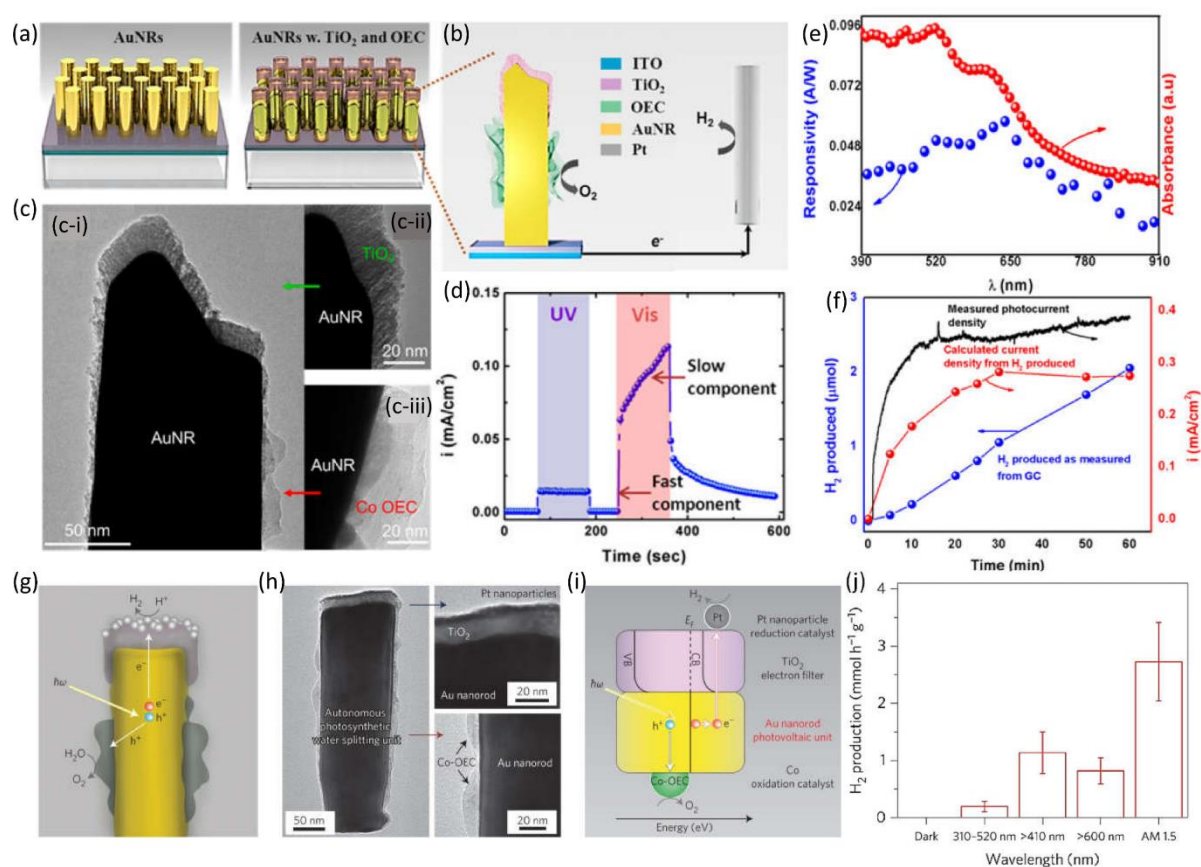 (a)
AuNRs
AuNRs w. TiO₂ and OEC
(b)
ITO
TiO₂
OEC
AuNR
Pt
H₂
O₂
e⁻
(c)
(c-i)
AuNR
50 nm
(c-ii)
TiO₂
AuNR
20 nm
(c-iii)
AuNR
Co OEC
20 nm
(d)
0.15
0.10
0.05
0.00
i (mA/cm²)
UV
Vis
Slow
component
Fast
component
0
200
400
600
Time (sec)
(e)
0.096
0.072
0.048
0.024
Responsivity (A/W)
Absorbance (a.u)
390
520
650
780
910
λ (nm)
(f)
3
2
1
0
H₂ produced (μmol)
Measured photocurrent
density
Calculated current
density from H₂ produced
H₂ produced as measured
from GC
0.4
0.3
0.2
0.1
0.0
i (mA/cm²)
0
10
20
30
40
50
60
Time (min)
(g)
H₂
H⁺
e⁻
ħω
e⁻
h⁺
h⁺
H₂O
O₂
(h)
Autonomous
photosynthetic
water splitting unit
50 nm
Pt nanoparticles
TiO₂
Au nanorod
20 nm
Co-OEC
Au nanorod
20 nm
(i)
H₂
H⁺
Pt
Pt nanoparticle
reduction catalyst
E_f
VB
CB
TiO₂
electron filter
ħω
h⁺
e⁻
Au nanorod
photovoltaic unit
Co-OEC
Co
oxidation catalyst
O₂
Energy (eV)
(j)
4
3
2
1
0
H₂ production (mmol h⁻¹ g⁻¹)
Dark
310–520 nm
>410 nm
>600 nm
AM 1.5
Wavelength (nm)